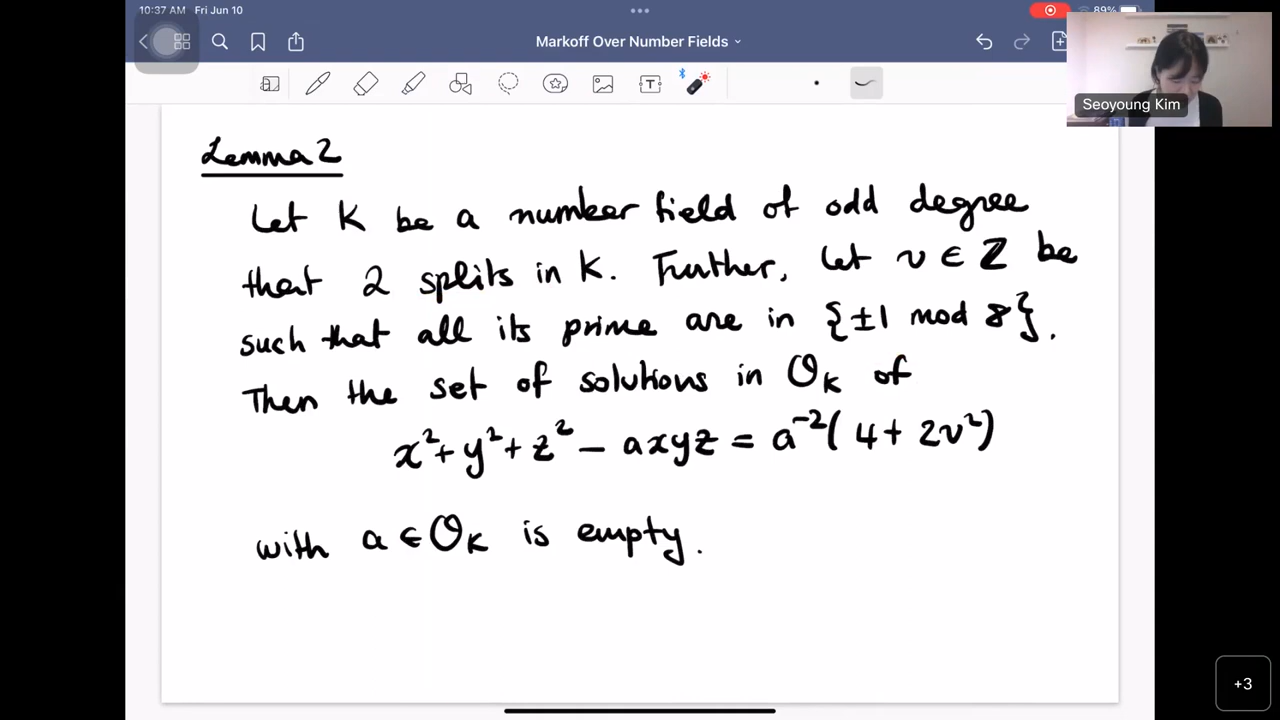 10:37 AM Fri Jun 10
89%
Markoff Over Number Fields
Seoyoung Kim
Lemma 2
Let K be a number field of odd degree
that 2 splits in K. Further, let ν ∈ ℤ be
such that all its prime are in {±1 mod 8}.
Then the set of solutions in 𝒪_K of
x² + y² + z² − axyz = a⁻²(4 + 2ν²)
with a ∈ 𝒪_K is empty.
+3